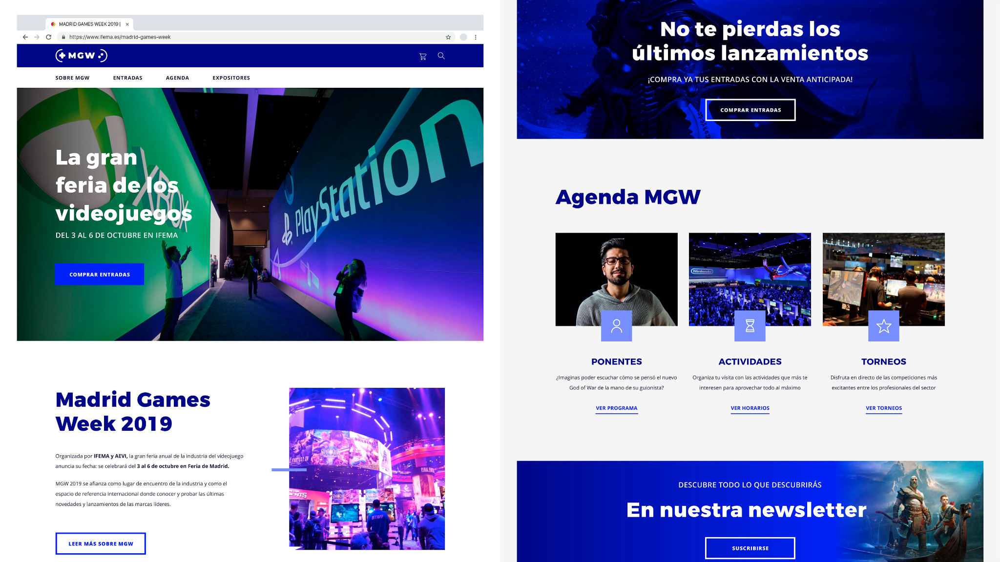 MADRID GAMES WEEK 2019 |
https://www.ifema.es/madrid-games-week
MGW
SOBRE MGW
ENTRADAS
AGENDA
EXPOSITORES
XBOX
PlayStation
La gran
feria de los
videojuegos
DEL 3 AL 6 DE OCTUBRE EN IFEMA
COMPRAR ENTRADAS
Madrid Games
Week 2019
Organizada por IFEMA y AEVI, la gran feria anual de la industria del videojuego
anuncia su fecha: se celebrará del 3 al 6 de octubre en Feria de Madrid.
MGW 2019 se afianza como lugar de encuentro de la industria y como el
espacio de referencia internacional donde conocer y probar las últimas
novedades y lanzamientos de las marcas líderes.
LEER MÁS SOBRE MGW
BUILDERS
STAR OCEAN
STAFF
No te pierdas los
últimos lanzamientos
¡COMPRA YA TUS ENTRADAS CON LA VENTA ANTICIPADA!
COMPRAR ENTRADAS
Agenda MGW
Nintendo
PONENTES
¿Imaginas poder escuchar cómo se pensó el nuevo
God of War de la mano de su guionista?
VER PROGRAMA
ACTIVIDADES
Organiza tu visita con las actividades que más te
interesen para aprovechar todo al máximo
VER HORARIOS
TORNEOS
Disfruta en directo de las competiciones más
excitantes entre los profesionales del sector
VER TORNEOS
DESCUBRE TODO LO QUE DESCUBRIRÁS
En nuestra newsletter
SUSCRIBIRSE